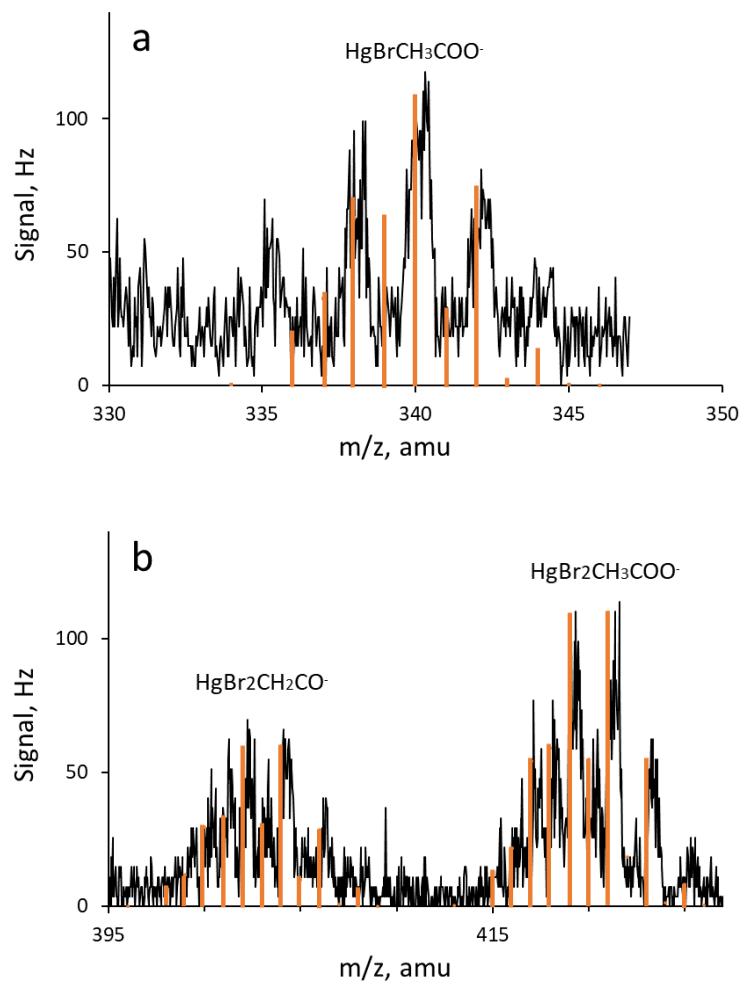 a
HgBrCH3COO-
100
50
0
Signal, Hz
330 335 340 345 350
m/z, amu
b
HgBr2CH3COO-
100
HgBr2CH2CO-
50
0
Signal, Hz
395 415
m/z, amu